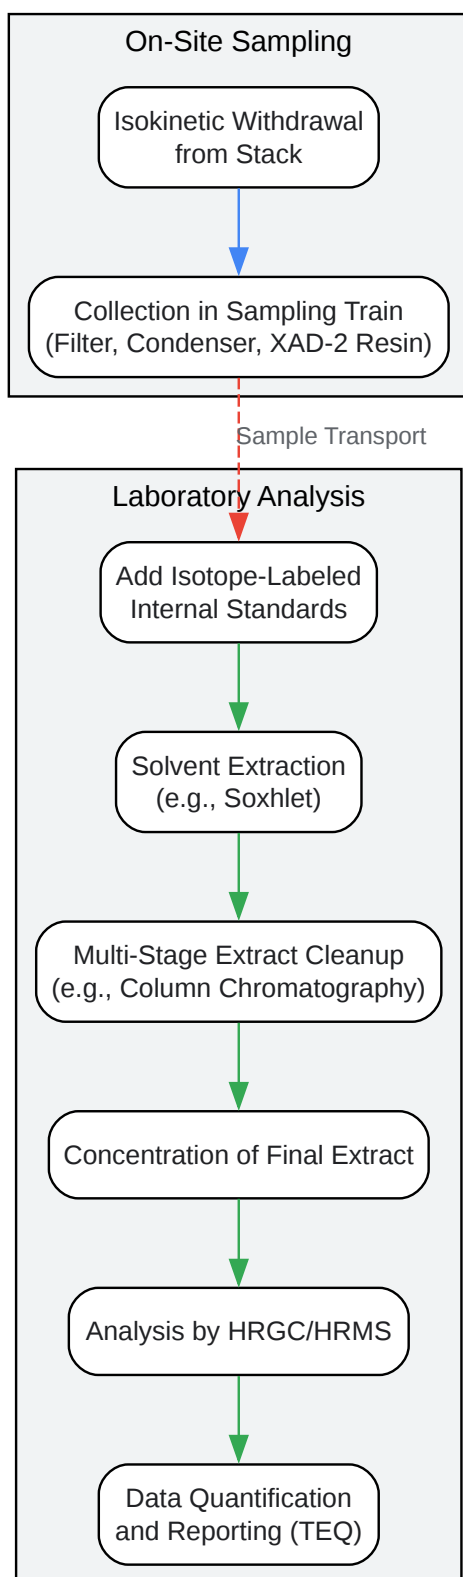 On-Site Sampling
Isokinetic Withdrawal
from Stack
Collection in Sampling Train
(Filter, Condenser, XAD-2 Resin)
Sample Transport
Laboratory Analysis
Add Isotope-Labeled
Internal Standards
Solvent Extraction
(e.g., Soxhlet)
Multi-Stage Extract Cleanup
(e.g., Column Chromatography)
Concentration of Final Extract
Analysis by HRGC/HRMS
Data Quantification
and Reporting (TEQ)